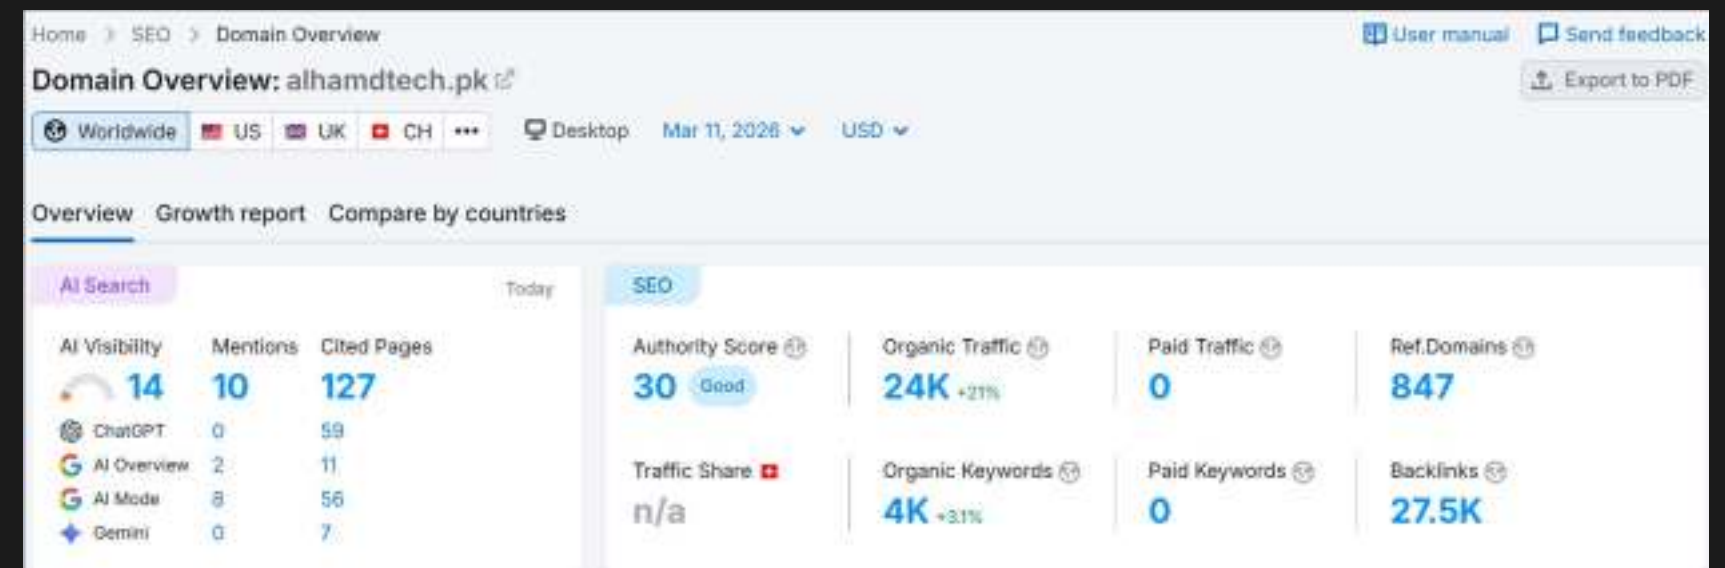 Home > SEO > Domain Overview
User manual Send feedback
Domain Overview: alhamdtech.pk
Export to PDF
Worldwide US UK CH ••• Desktop Mar 11, 2026 USD
Overview Growth report Compare by countries
AI Search Today
AI Visibility Mentions Cited Pages
14 10 127
ChatGPT 0 59
AI Overview 2 11
AI Mode 8 56
Gemini 0 7
SEO
Authority Score Organic Traffic Paid Traffic Ref.Domains
30 Good 24K +21% 0 847
Traffic Share Organic Keywords Paid Keywords Backlinks
n/a 4K +3.1% 0 27.5K